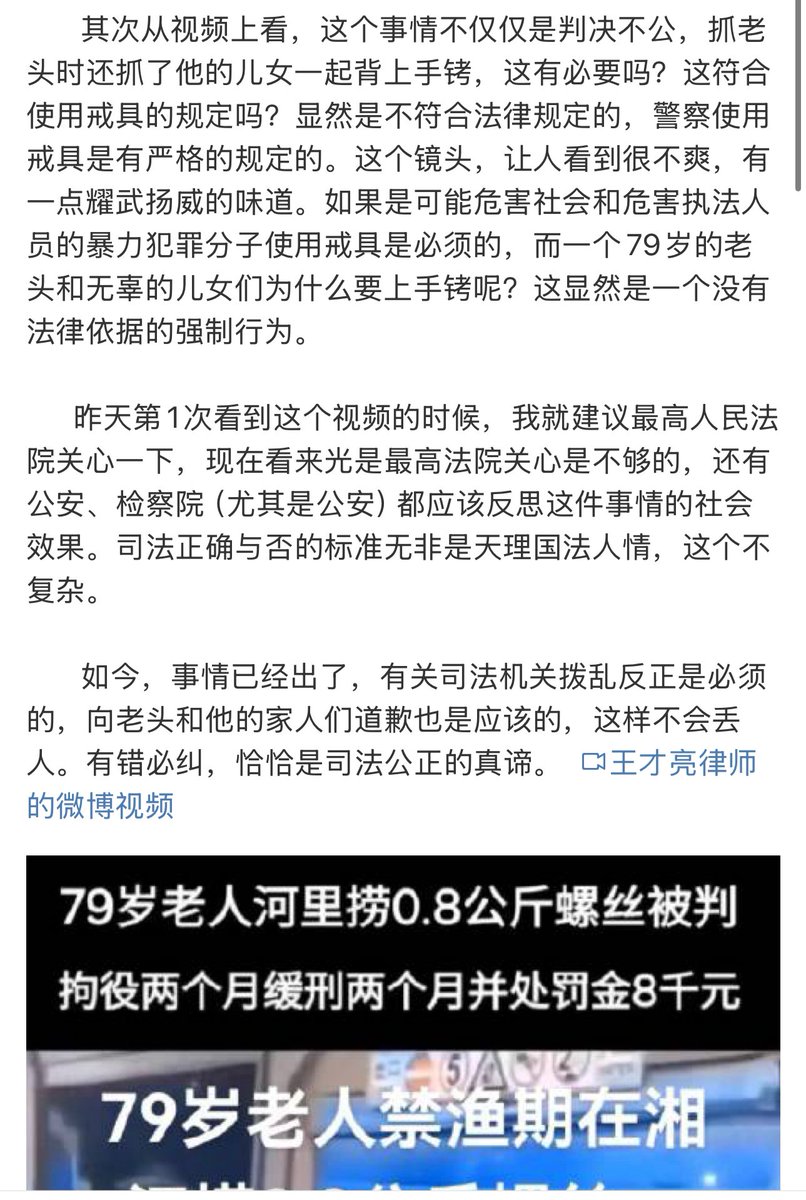 其次从视频上看，这个事情不仅仅是判决不公，抓老
头时还抓了他的儿女一起背上手铐，这有必要吗？这符合
使用戒具的规定吗？显然是不符合法律规定的，警察使用
戒具是有严格的规定的。这个镜头，让人看到很不爽，有
一点耀武扬威的味道。如果是可能危害社会和危害执法人
员的暴力犯罪分子使用戒具是必须的，而一个79岁的老
头和无辜的儿女们为什么要上手铐呢？这显然是一个没有
法律依据的强制行为。
昨天第1次看到这个视频的时候，我就建议最高人民法
院关心一下，现在看来光是最高法院关心是不够的，还有
公安、检察院（尤其是公安）都应该反思这件事情的社会
效果。司法正确与否的标准无非是天理国法人情，这个不
复杂。
如今，事情已经出了，有关司法机关拨乱反正是必须
的，向老头和他的家人们道歉也是应该的，这样不会丢
人。有错必纠，恰恰是司法公正的真谛。 王才亮律师
的微博视频
79岁老人河里捞0.8公斤螺丝被判
拘役两个月缓刑两个月并处罚金8千元
79岁老人禁渔期在湘